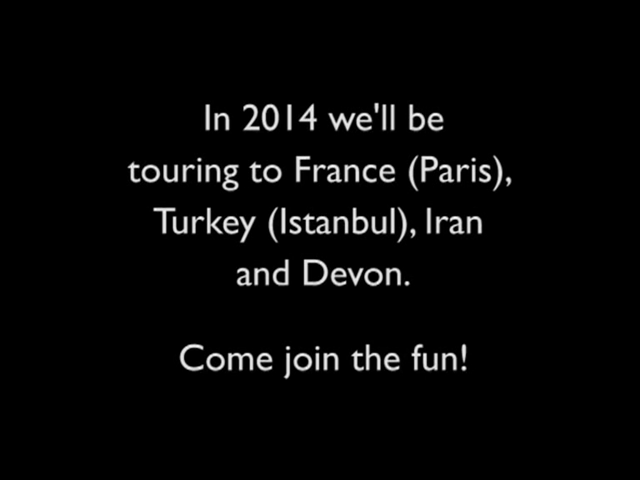 In 2014 we'll be
touring to France (Paris),
Turkey (Istanbul), Iran
and Devon.
Come join the fun!